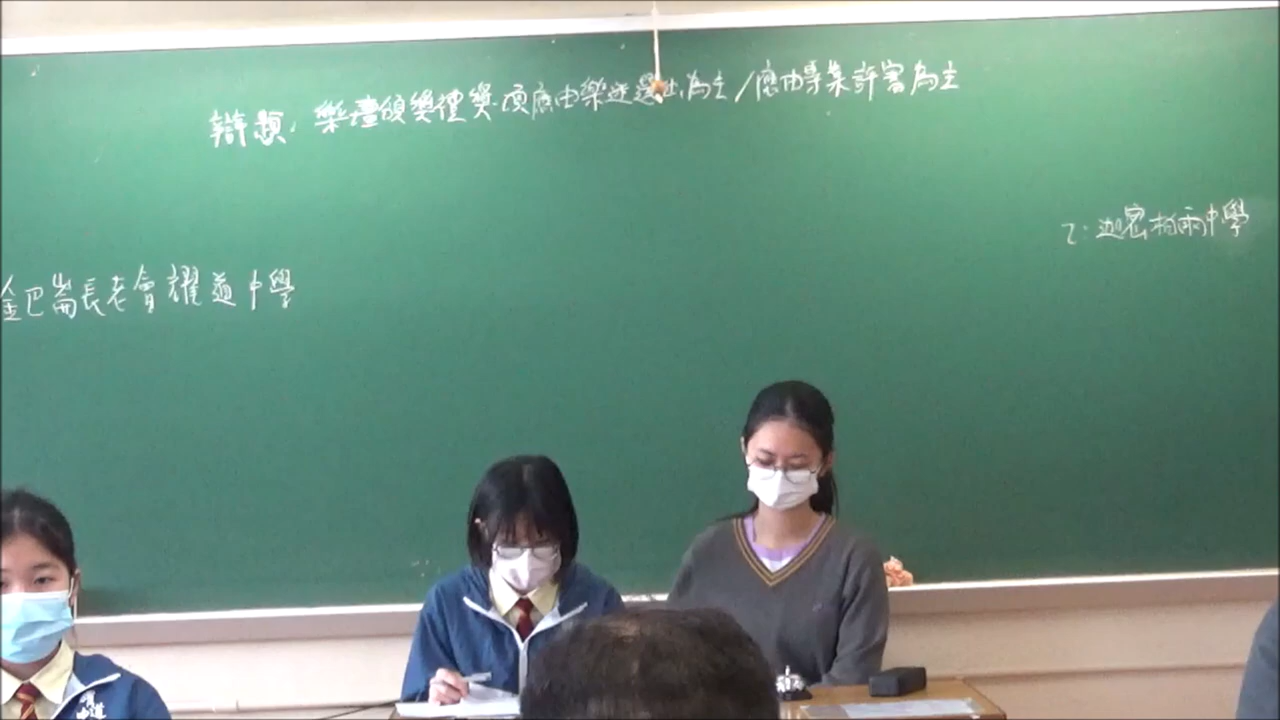 辯題：樂壇頒獎禮獎項應由樂迷選出為主/應由專業評審為主
乙：迦密柏雨中學
金巴崙長老會耀道中學